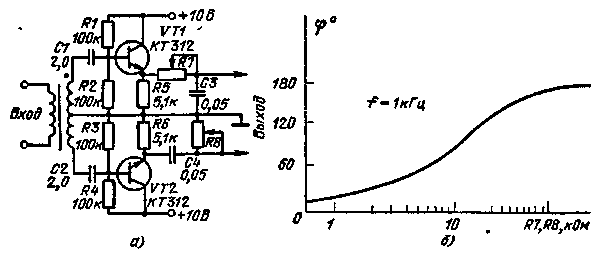 +10В
R1
100к
VT1
КТ312
C1
2,0
R7
R2
100к
R5
5,1к
C3
0,05
Вход
Выход
R3
100к
R6
5,1к
R8
C2
2,0
R4
100к
C4
0,05
VT2
КТ312
+10В
а)
φ°
180
120
60
0
f = 1кГц
1
10
R7, R8, кОм
б)